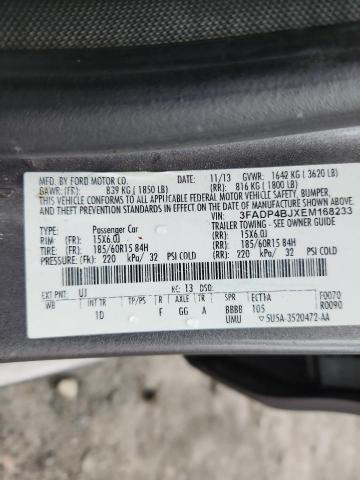 MFD. BY FORD MOTOR CO.
11/13 GVWR: 1642 KG ( 3620 LB)
GAWR: (FR): 839 KG ( 1850 LB) (RR): 816 KG ( 1800 LB)
THIS VEHICLE CONFORMS TO ALL APPLICABLE FEDERAL MOTOR VEHICLE SAFETY, BUMPER,
AND THEFT PREVENTION STANDARDS IN EFFECT ON THE DATE OF MANUFACTURE SHOWN ABOVE.
VIN: 3FADP4BJXEM168233
TYPE: Passenger Car TRAILER TOWING - SEE OWNER GUIDE
RIM: (FR): 15X6.0J (RR): 15X6.0J
TIRE: (FR): 185/60R15 84H (RR): 185/60R15 84H
PRESSURE: (FR): 220 kPa/ 32 PSI COLD (RR): 220 kPa/ 32 PSI COLD
EXT PNT: UJ RC: 13 DSO: F0070
WB INT TR TP/PS R AXLE TR SPR ECT1A R0090
1D F GG A BBBB 105
UMU 5U5A-3520472-AA